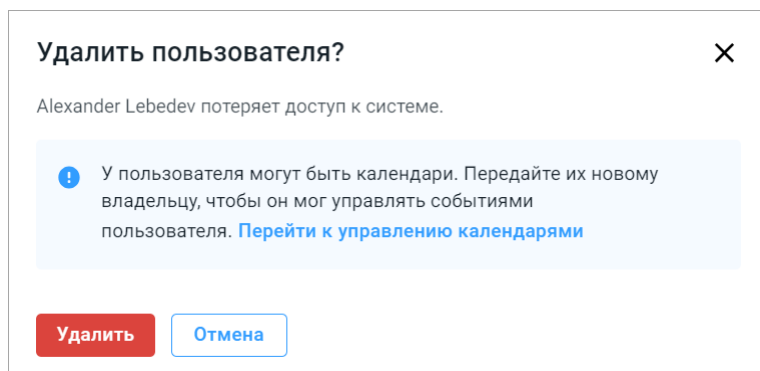 Удалить пользователя?
Alexander Lebedev потеряет доступ к системе.
У пользователя могут быть календари. Передайте их новому
владельцу, чтобы он мог управлять событиями
пользователя. Перейти к управлению календарями
Удалить
Отмена